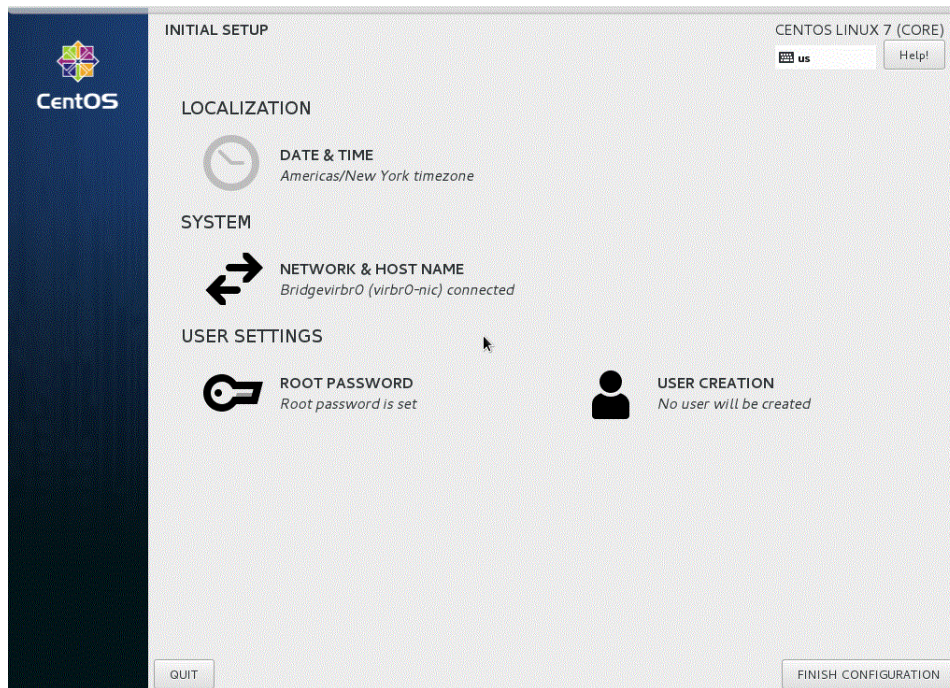 INITIAL SETUP
CENTOS LINUX 7 (CORE)
us
Help!
CentOS
LOCALIZATION
DATE & TIME
Americas/New York timezone
SYSTEM
NETWORK & HOST NAME
Bridgevirbr0 (virbr0-nic) connected
USER SETTINGS
ROOT PASSWORD
Root password is set
USER CREATION
No user will be created
QUIT
FINISH CONFIGURATION